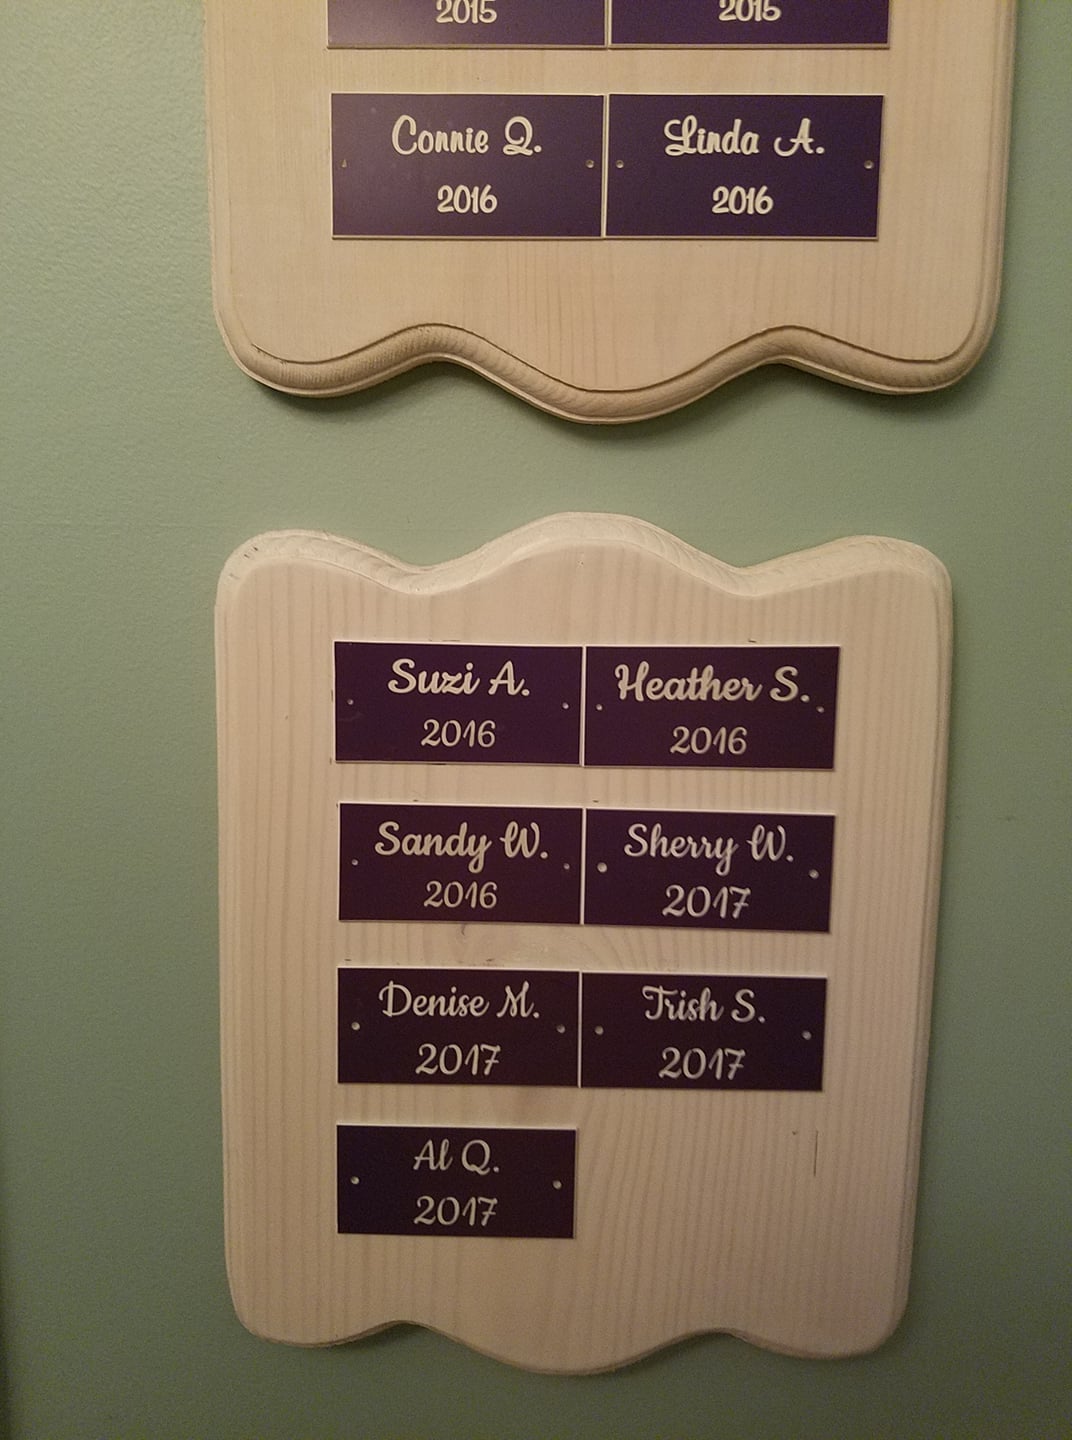 2015 2015
Connie Q. Linda A.
2016 2016
Suzi A. Heather S.
2016 2016
Sandy W. Sherry W.
2016 2017
Denise M. Trish S.
2017 2017
Al Q.
2017